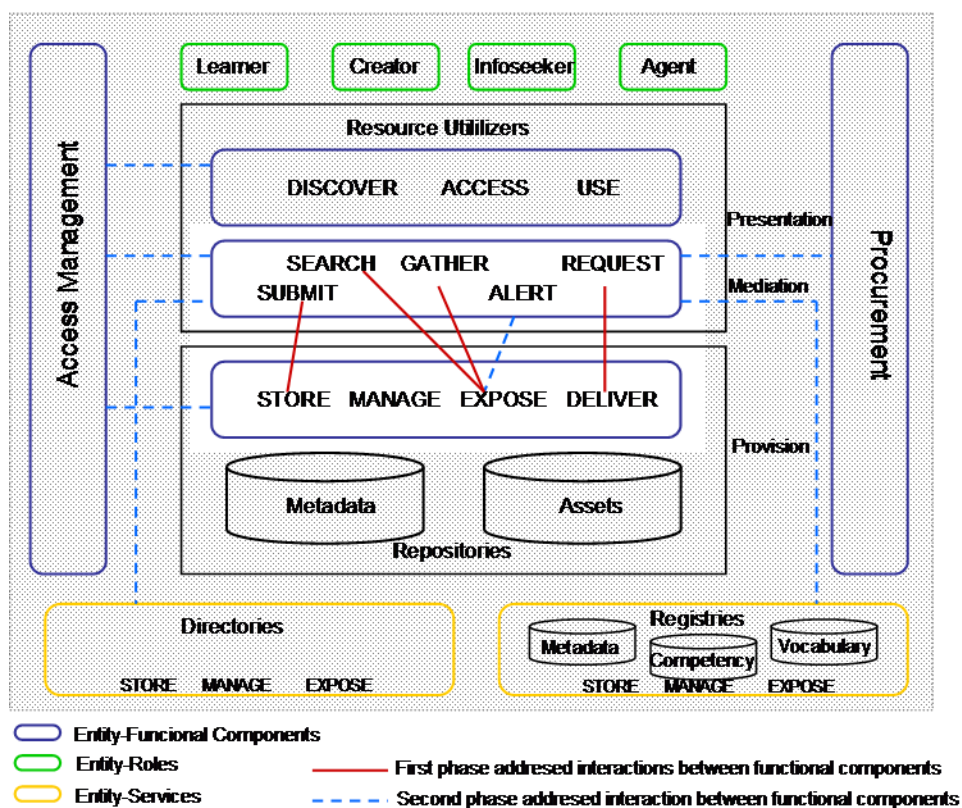 Learner Creator Infoseeker Agent
Resource Utililizers
DISCOVER ACCESS USE
Presentation
SEARCH GATHER REQUEST
Mediation
SUBMIT ALERT
Access Management
Procurement
STORE MANAGE EXPOSE DELIVER
Provision
Metadata Assets
Repositories
Directories
STORE MANAGE EXPOSE
Registries
Metadata Competency Vocabulary
STORE MANAGE EXPOSE
Entity-Funcional Components
Entity-Roles
Entity-Services
First phase addresed interactions between functional components
Second phase addresed interaction between functional components